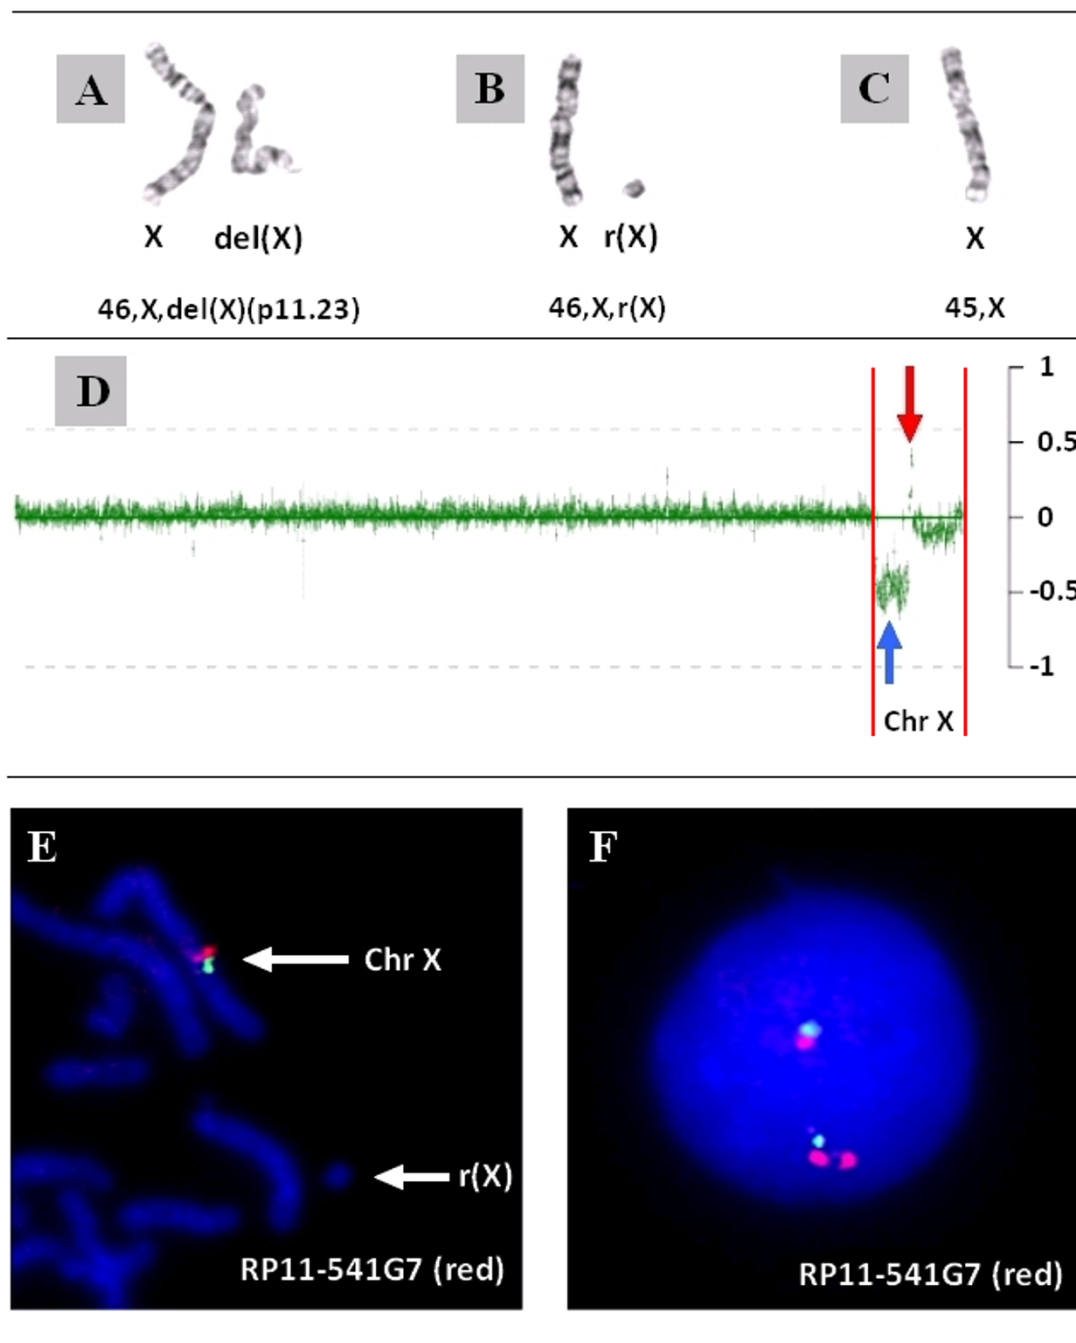 A
B
C
X del(X)
X r(X)
X
46,X,del(X)(p11.23)
46,X,r(X)
45,X
D
1
0.5
0
-0.5
-1
Chr X
E
F
Chr X
r(X)
RP11-541G7 (red)
RP11-541G7 (red)